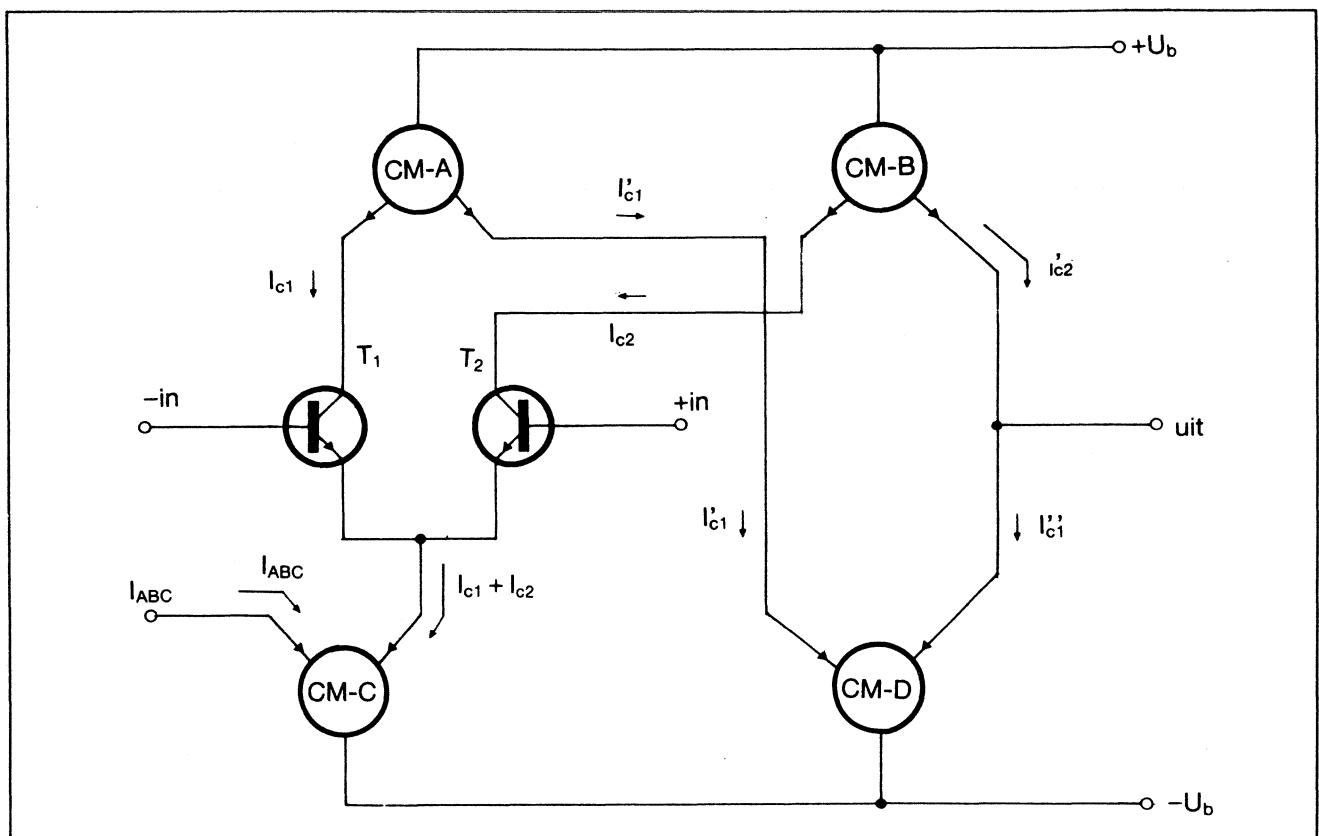 +U_b
CM-A
CM-B
I'_c1
I'_c2
I_c1
I_c2
T_1
T_2
-in
+in
uit
I'_c1
I''_c1
I_ABC
I_ABC
I_c1 + I_c2
CM-C
CM-D
-U_b